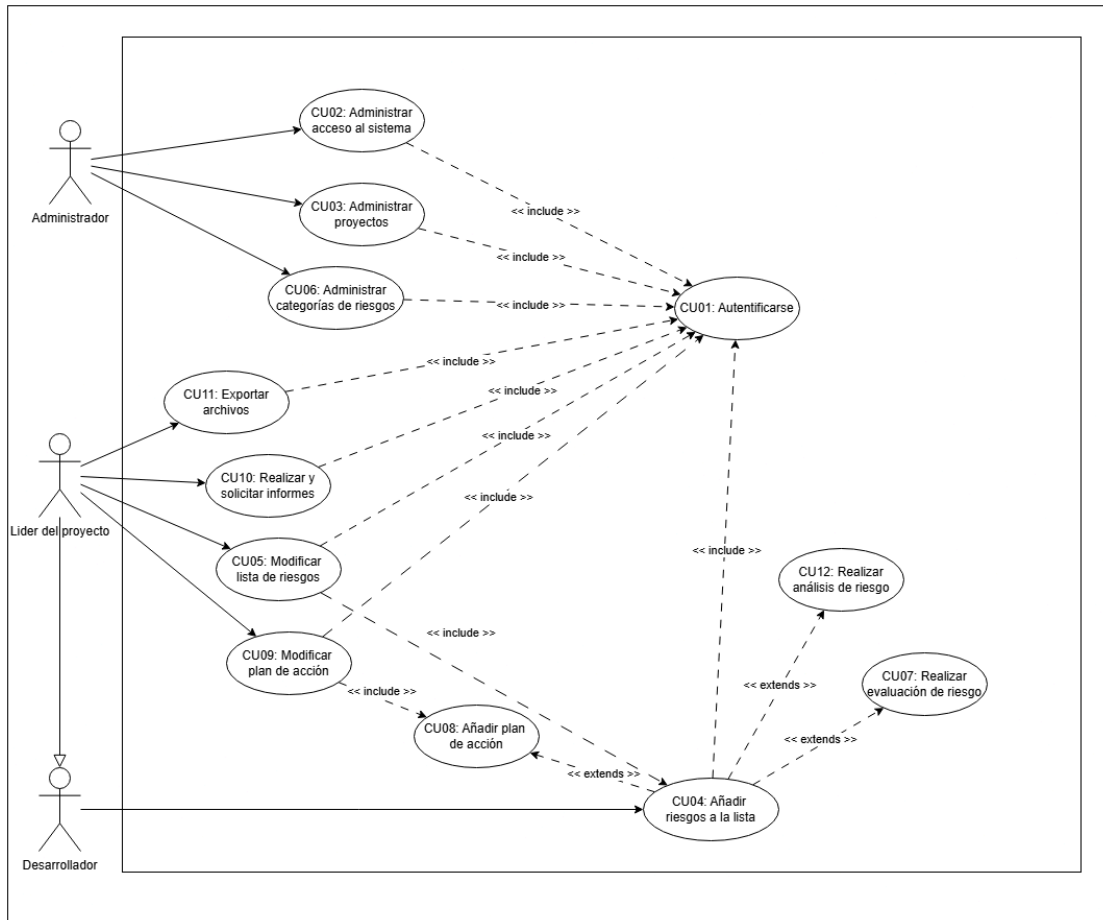 CU02: Administrar
acceso al sistema
Administrador
CU03: Administrar
proyectos
<< include >>
<< include >>
CU06: Administrar
categorías de riesgos
<< include >>
CU01: Autentificarse
CU11: Exportar
archivos
<< include >>
<< include >>
CU10: Realizar y
solicitar informes
<< include >>
<< include >>
Lider del proyecto
CU05: Modificar
lista de riesgos
<< include >>
CU12: Realizar
análisis de riesgo
<< include >>
CU09: Modificar
plan de acción
<< include >>
CU07: Realizar
evaluación de riesgo
<< extends >>
CU08: Añadir plan
de acción
<< extends >>
<< extends >>
CU04: Añadir
riesgos a la lista
Desarrollador